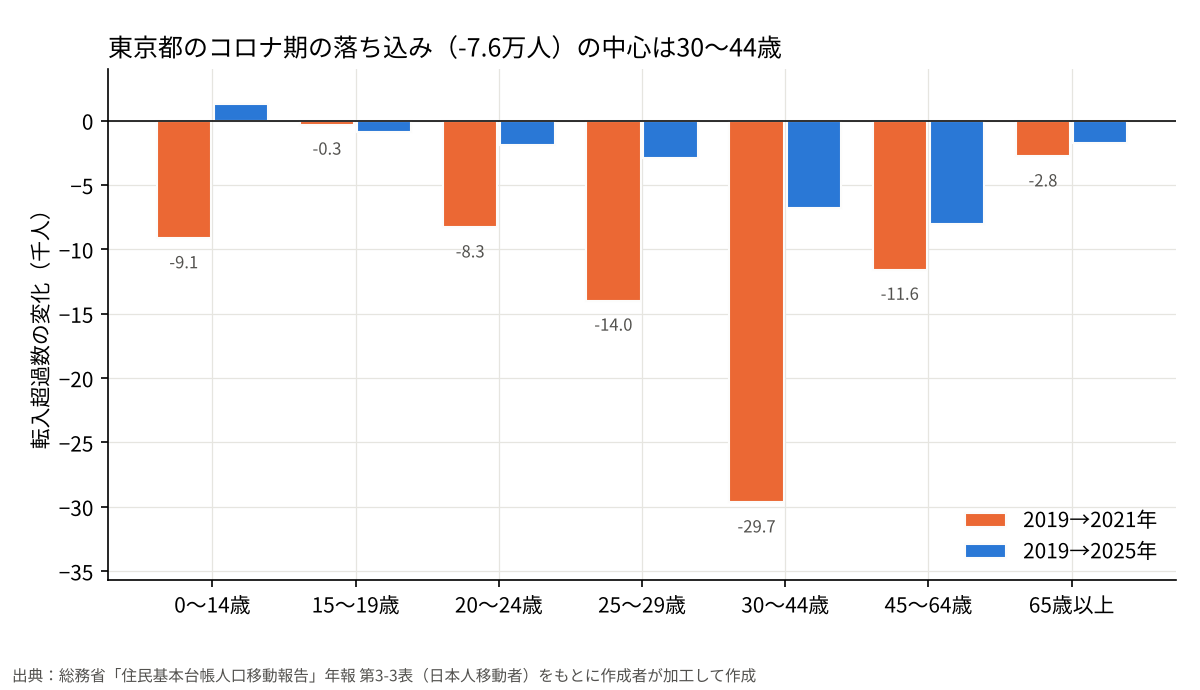 東京都のコロナ期の落ち込み（-7.6万人）の中心は30〜44歳
転入超過数の変化（千人）
0
−5
−10
−15
−20
−25
−30
−35
-9.1
-0.3
-8.3
-14.0
-29.7
-11.6
-2.8
2019→2021年
2019→2025年
0〜14歳
15〜19歳
20〜24歳
25〜29歳
30〜44歳
45〜64歳
65歳以上
出典：総務省「住民基本台帳人口移動報告」年報 第3-3表（日本人移動者）をもとに作成者が加工して作成